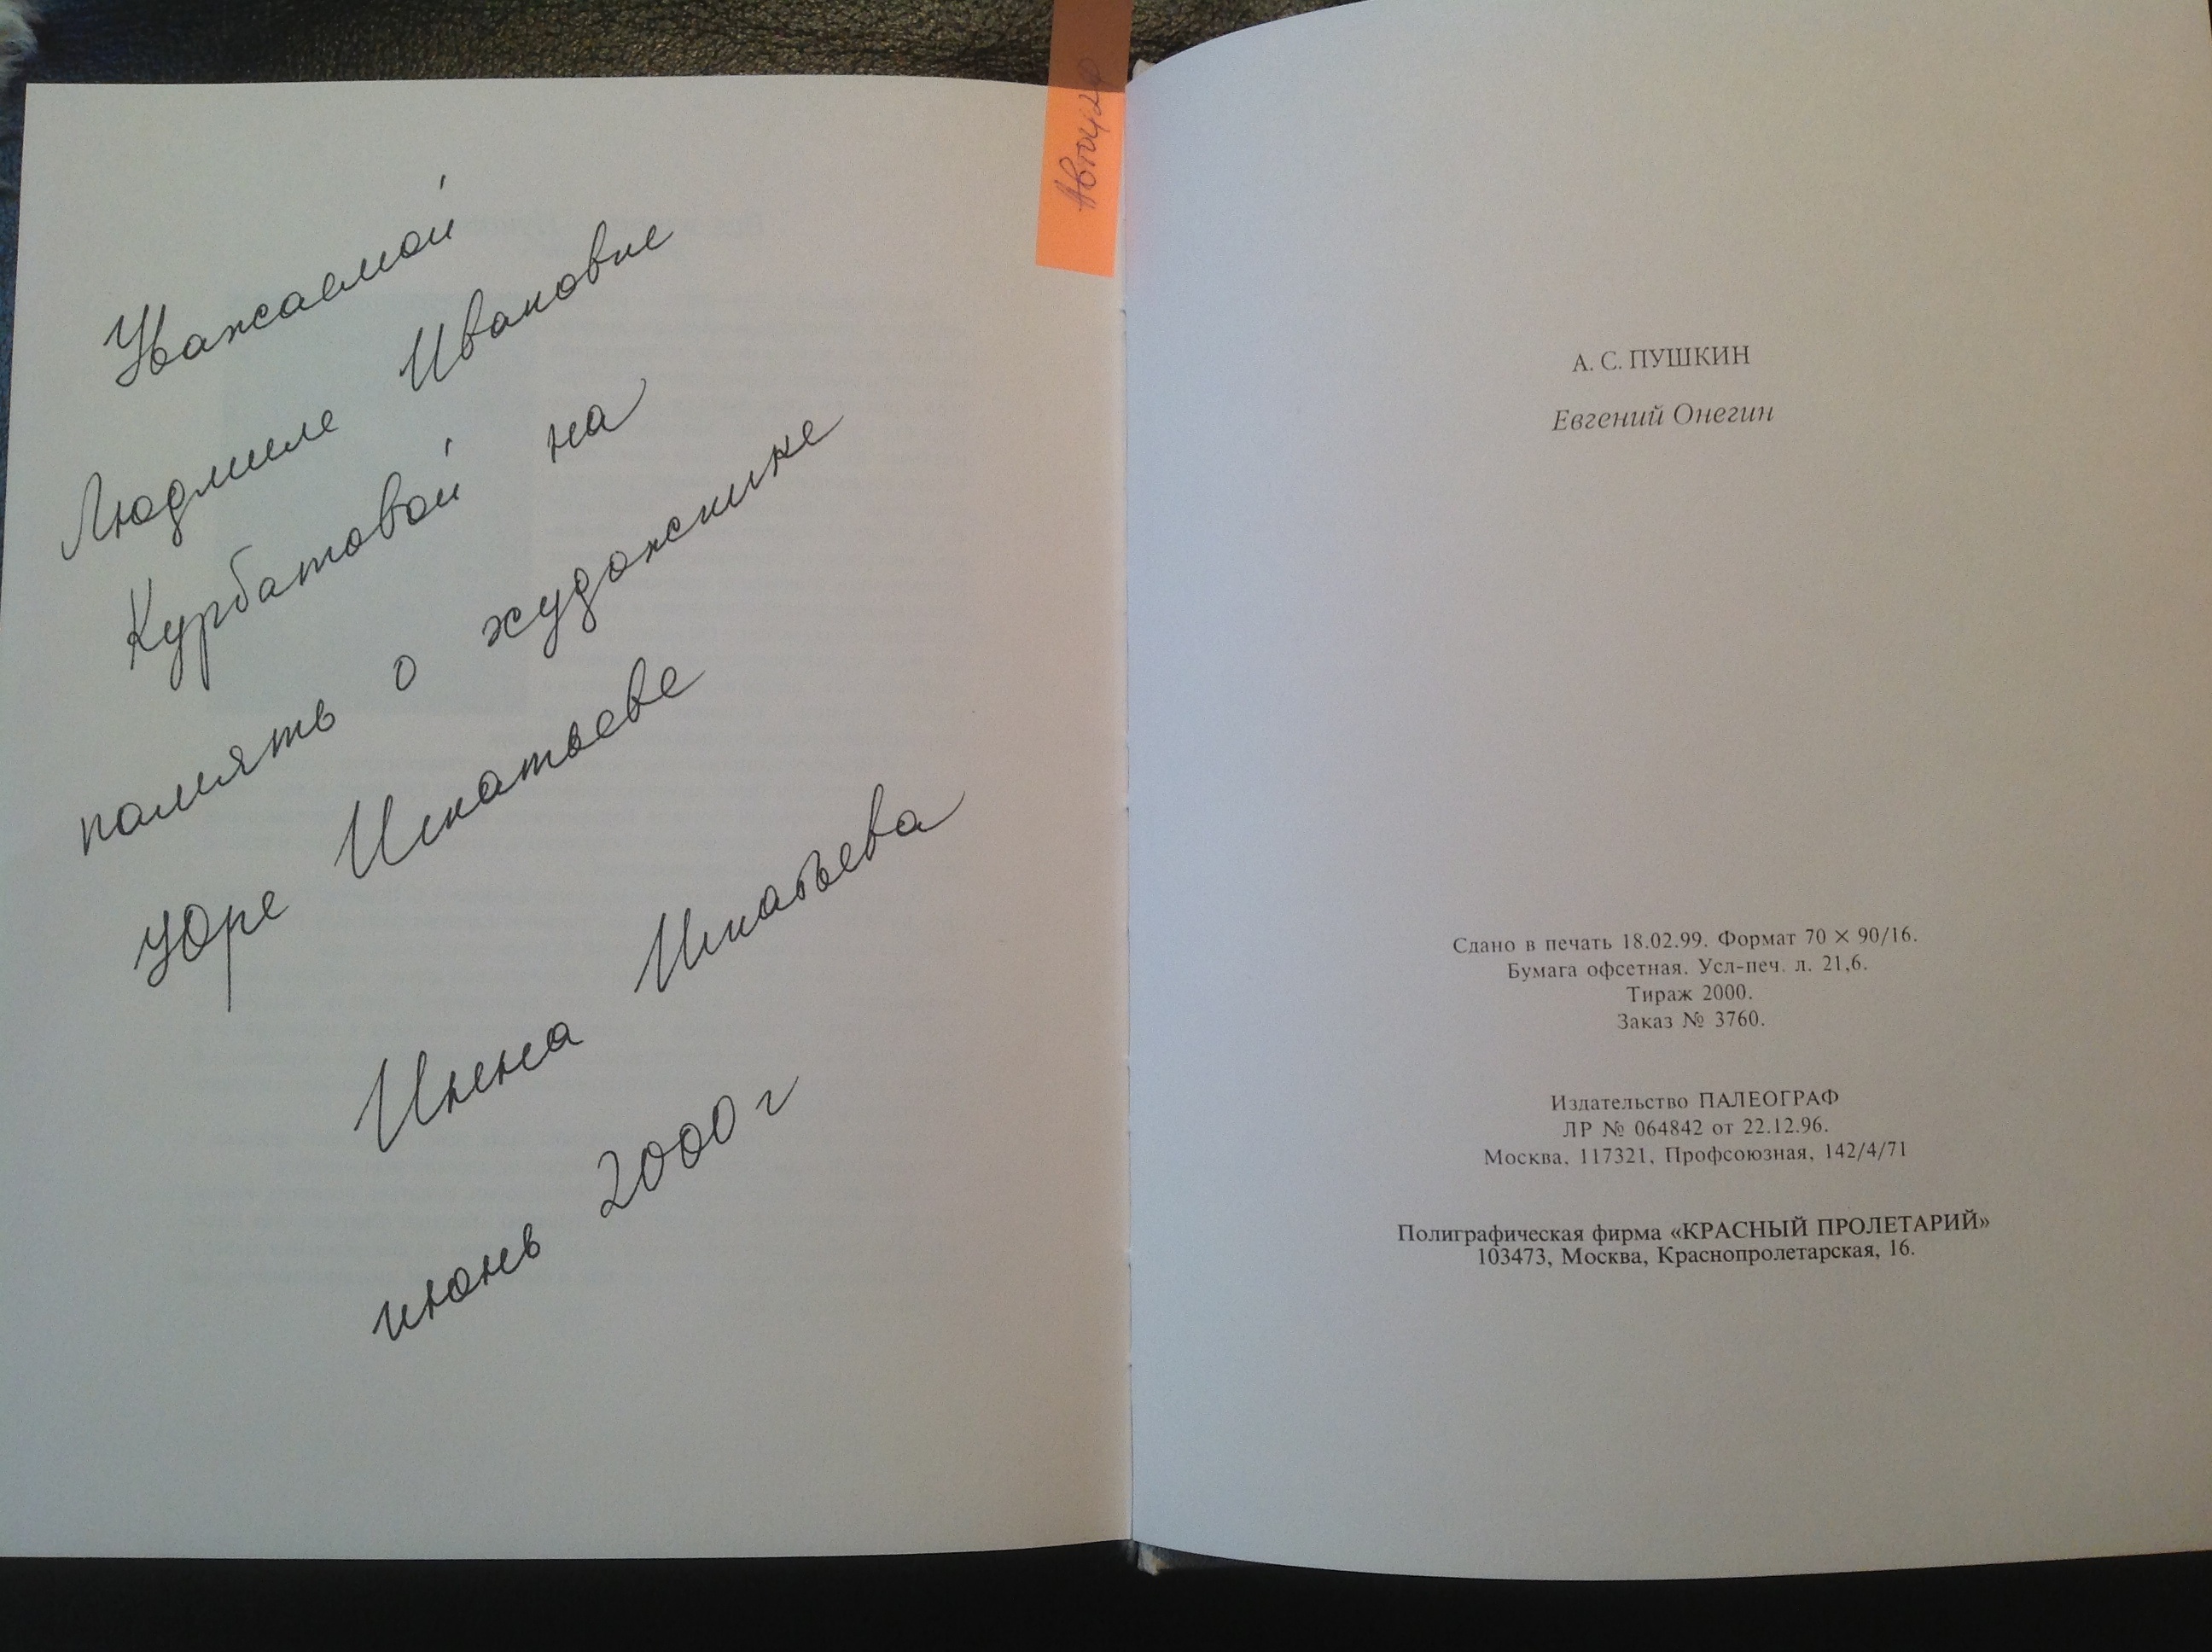 Уважаемой
Людмиле Ивановне
Курбатовой на
память о художнике
Юре Игнатьеве
Игнатьева
июнь 2000 г
А. С. ПУШКИН
Евгений Онегин
Сдано в печать 18.02.99. Формат 70 × 90/16.
Бумага офсетная. Усл-печ. л. 21,6.
Тираж 2000.
Заказ № 3760.
Издательство ПАЛЕОГРАФ
ЛР № 064842 от 22.12.96.
Москва, 117321, Профсоюзная, 142/4/71
Полиграфическая фирма «КРАСНЫЙ ПРОЛЕТАРИЙ»
103473, Москва, Краснопролетарская, 16.